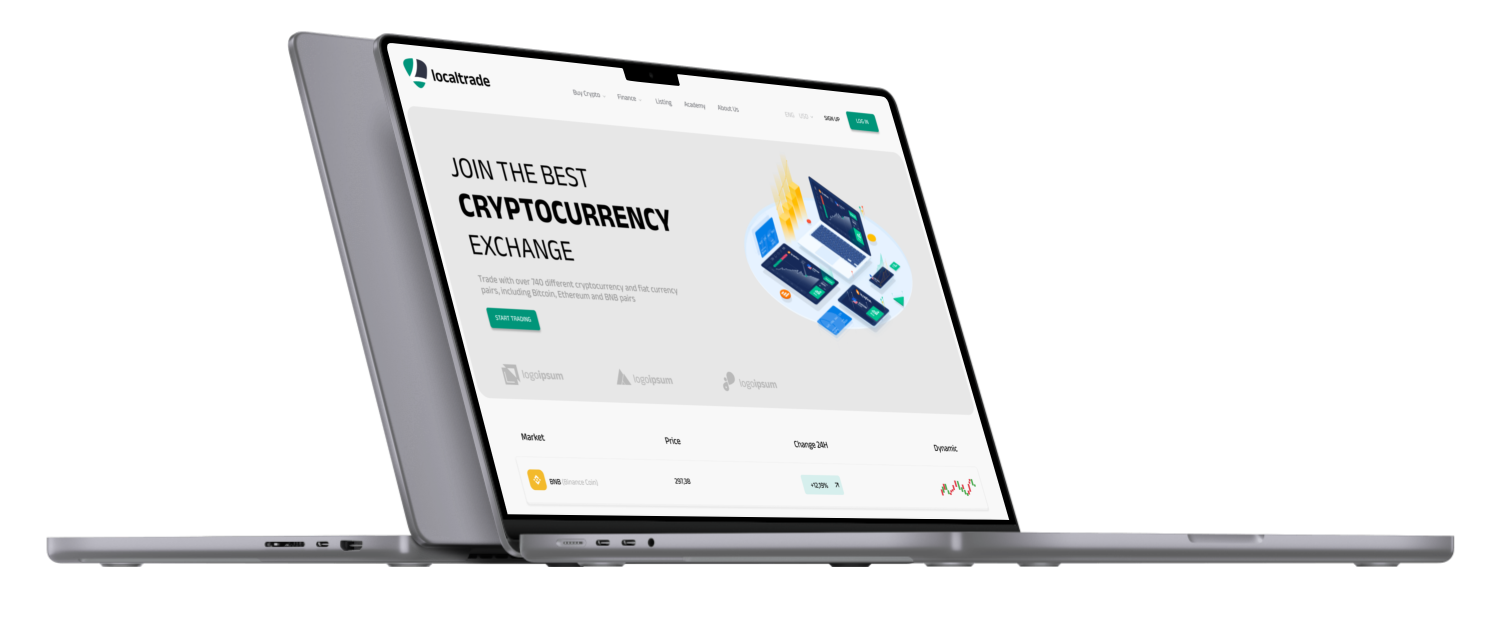 localtrade
Buy Crypto
Finance
Listing
Academy
About Us
ENG
USD
SIGN UP
LOG IN
JOIN THE BEST
CRYPTOCURRENCY
EXCHANGE
Trade with over 740 different cryptocurrency and fiat currency
pairs, including Bitcoin, Ethereum and BNB pairs
START TRADING
logoipsum
logoipsum
logoipsum
Market
Price
Change 24H
Dynamic
BNB (Binance Coin)
297,38
+12,19%